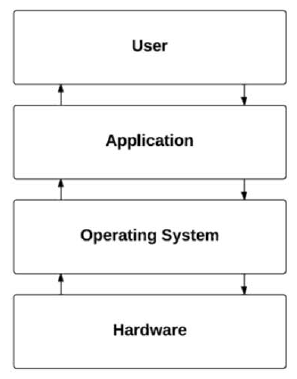 User
Application
Operating System
Hardware